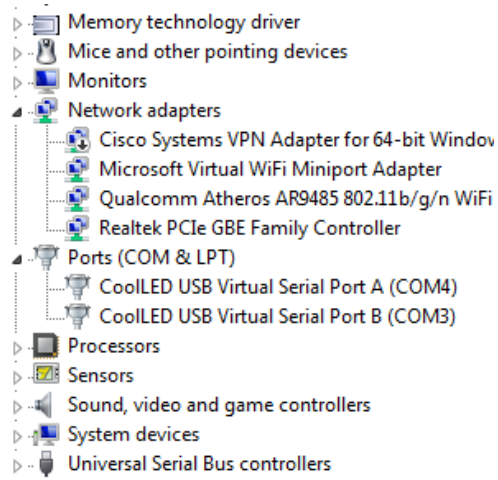 Memory technology driver
Mice and other pointing devices
Monitors
Network adapters
Cisco Systems VPN Adapter for 64-bit Window
Microsoft Virtual WiFi Miniport Adapter
Qualcomm Atheros AR9485 802.11b/g/n WiFi
Realtek PCIe GBE Family Controller
Ports (COM & LPT)
CoolLED USB Virtual Serial Port A (COM4)
CoolLED USB Virtual Serial Port B (COM3)
Processors
Sensors
Sound, video and game controllers
System devices
Universal Serial Bus controllers